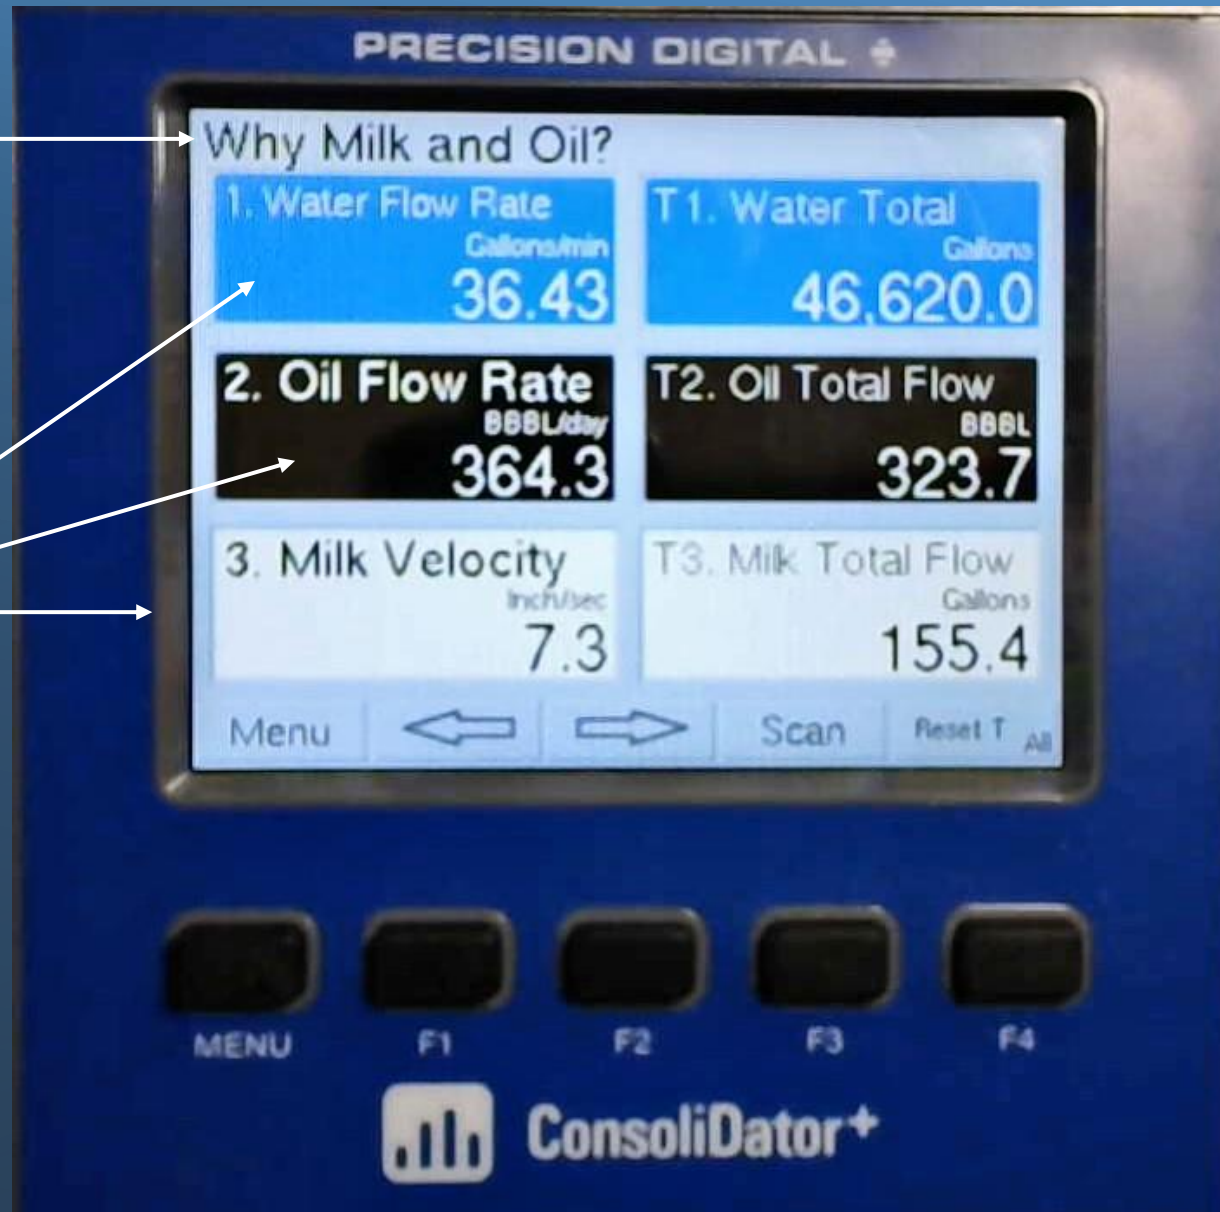 PRECISION DIGITAL
Why Milk and Oil?
1. Water Flow Rate
Gallons/min
36.43
T1. Water Total
Gallons
46,620.0
2. Oil Flow Rate
BBBL/day
364.3
T2. Oil Total Flow
BBBL
323.7
3. Milk Velocity
Inch/sec
7.3
T3. Milk Total Flow
Gallons
155.4
Menu Scan Reset T All
MENU F1 F2 F3 F4
ConsoliDator+